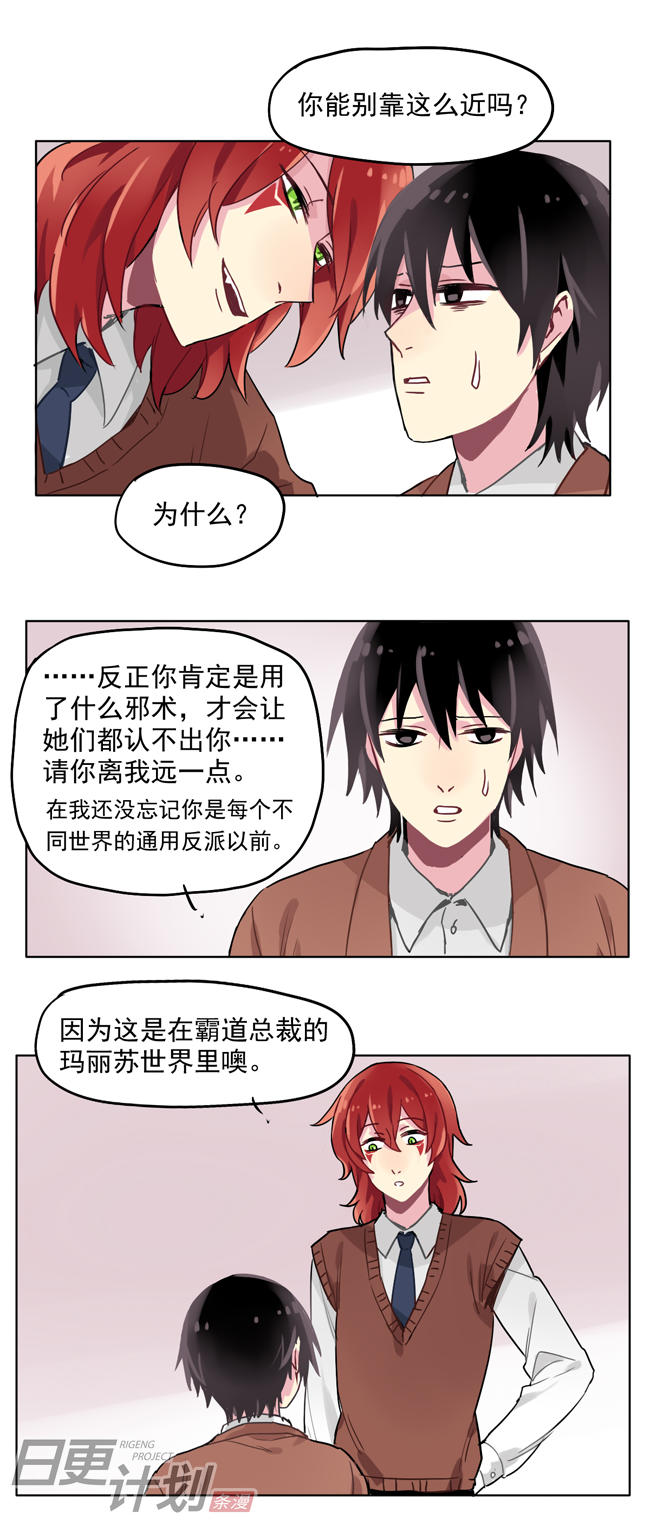 你能别靠这么近吗？
为什么？
……反正你肯定是用
了什么邪术，才会让
她们都认不出你……
请你离我远一点。
在我还没忘记你是每个不
同世界的通用反派以前。
因为这是在霸道总裁的
玛丽苏世界里噢。
日更
RIGENG
PROJECT
计划
条漫